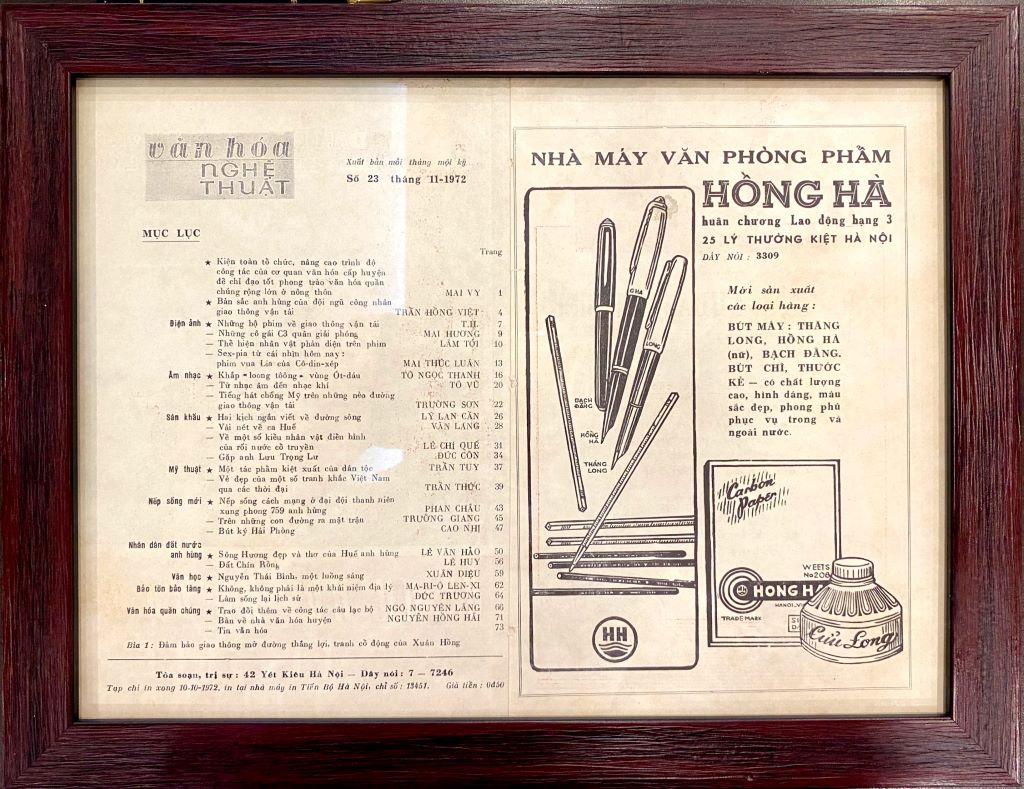 văn hóa
NGHỆ
THUẬT
Xuất bản mỗi tháng một kỳ
Số 23 tháng 11-1972
MỤC LỤC
Trang
★ Kiện toàn tổ chức, nâng cao trình độ
công tác của cơ quan văn hóa cấp huyện
để chỉ đạo tốt phong trào văn hóa quần
chúng rộng lớn ở nông thôn MAI VY 1
★ Bản sắc anh hùng của đội ngũ công nhân
giao thông vận tải TRẦN HỒNG VIỆT 4
Điện ảnh ★ Những bộ phim về giao thông vận tải T.H. 7
— Những cô gái C3 quân giải phóng MAI HƯƠNG 9
— Thể hiện nhân vật phản diện trên phim LÂM TỚI 10
— Sex-pia từ cái nhìn hôm nay :
phim vua Lia của Cô-din-xép MAI THÚC LUÂN 13
Âm nhạc ★ Khắp «loong tôông» vùng Ót-đáu TÔ NGỌC THANH 16
— Từ nhạc âm đến nhạc khí TÔ VŨ 20
— Tiếng hát chống Mỹ trên những nẻo đường
giao thông vận tải TRƯỜNG SƠN 22
Sân khấu ★ Hai kịch ngắn viết về đường sông LÝ LAN CẦN 26
— Vài nét về ca Huế VĂN LANG 28
— Về một số kiểu nhân vật điển hình
của rối nước cổ truyền LÊ CHÍ QUẾ 31
— Gặp anh Lưu Trọng Lư ĐỨC CÔN 34
Mỹ thuật ★ Một tác phẩm kiệt xuất của dân tộc TRẦN TUY 37
— Vẻ đẹp của một số tranh khắc Việt Nam
qua các thời đại TRẦN THỨC 39
Nếp sống mới ★ Nếp sống cách mạng ở đại đội thanh niên
xung phong 759 anh hùng PHAN CHÂU 43
— Trên những con đường ra mặt trận TRƯỜNG GIANG 45
— Bút ký Hải Phòng CAO NHỊ 47
Nhân dân đất nước
anh hùng ★ Sông Hương đẹp và thơ của Huế anh hùng LÊ VĂN HẢO 50
— Đất Chín Rồng LÊ HUY 56
Văn học ★ Nguyễn Thái Bình, một luồng sáng XUÂN DIỆU 59
Bảo tồn bảo tàng ★ Không, không phải là một khái niệm địa lý MA-RI-Ô LEN-XI 62
— Làm sống lại lịch sử ĐỨC TRƯƠNG 64
Văn hóa quần chúng ★ Trao đổi thêm về công tác câu lạc bộ NGÔ NGUYÊN LÃNG 66
— Bàn về nhà văn hóa huyện NGUYỄN HỒNG HẢI 71
— Tin văn hóa 73
Bìa 1 : Đảm bảo giao thông mở đường thắng lợi, tranh cổ động của Xuân Hồng
Tòa soạn, trị sự : 42 Yết Kiêu Hà Nội — Dây nói : 7 — 7246
Tạp chí in xong 10-10-1972, in tại nhà máy in Tiến Bộ Hà Nội, chỉ số : 13451. Giá tiền : 0đ50
NHÀ MÁY VĂN PHÒNG PHẨM
HỒNG HÀ
huân chương Lao động hạng 3
25 LÝ THƯỜNG KIỆT HÀ NỘI
DÂY NÓI : 3309
Mời sản xuất
các loại hàng :
BÚT MÁY : THĂNG
LONG, HỒNG HÀ
(nữ), BẠCH ĐẰNG.
BÚT CHÌ, THƯỚC
KẺ — có chất lượng
cao, hình dáng, màu
sắc đẹp, phong phú
phục vụ trong và
ngoài nước.
G HÀ
LONG
BẠCH
ĐẰNG
HỒNG
HÀ
THĂNG
LONG
HH
Carbon
Paper
WEETS
No 208
HONG HA
HANOI
TRADE MARK
Cửu Long